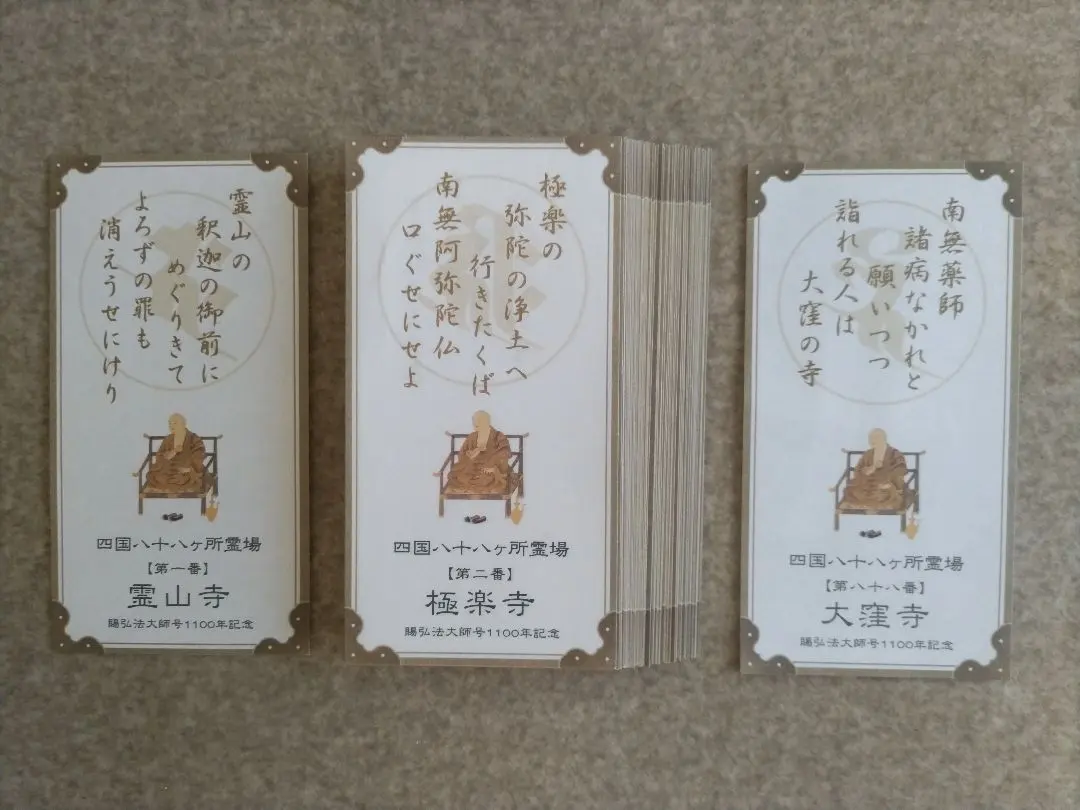 霊山の
釈迦の御前に
めぐりきて
よろずの罪も
消えうせにけり
四国八十八ヶ所霊場
【第一番】
霊山寺
賜弘法大師号1100年記念
極楽の
弥陀の浄土へ
行きたくば
南無阿弥陀仏
口ぐせにせよ
四国八十八ヶ所霊場
【第二番】
極楽寺
賜弘法大師号1100年記念
南無薬師
諸病なかれと
願いつつ
詣れる人は
大窪の寺
四国八十八ヶ所霊場
【第八十八番】
大窪寺
賜弘法大師号1100年記念